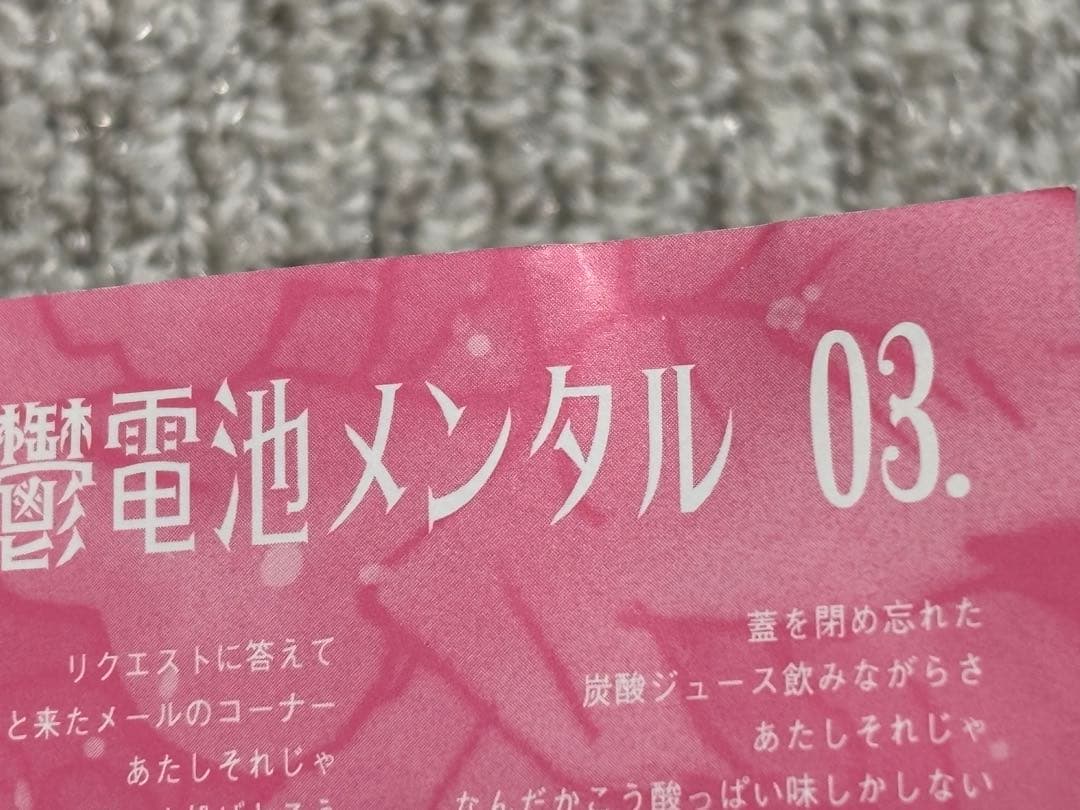 鬱電池メンタル 03.
リクエストに答えて
と来たメールのコーナー
あたしそれじゃ
蓋を閉め忘れた
炭酸ジュース飲みながらさ
あたしそれじゃ
なんだかこう酸っぱい味しかしない